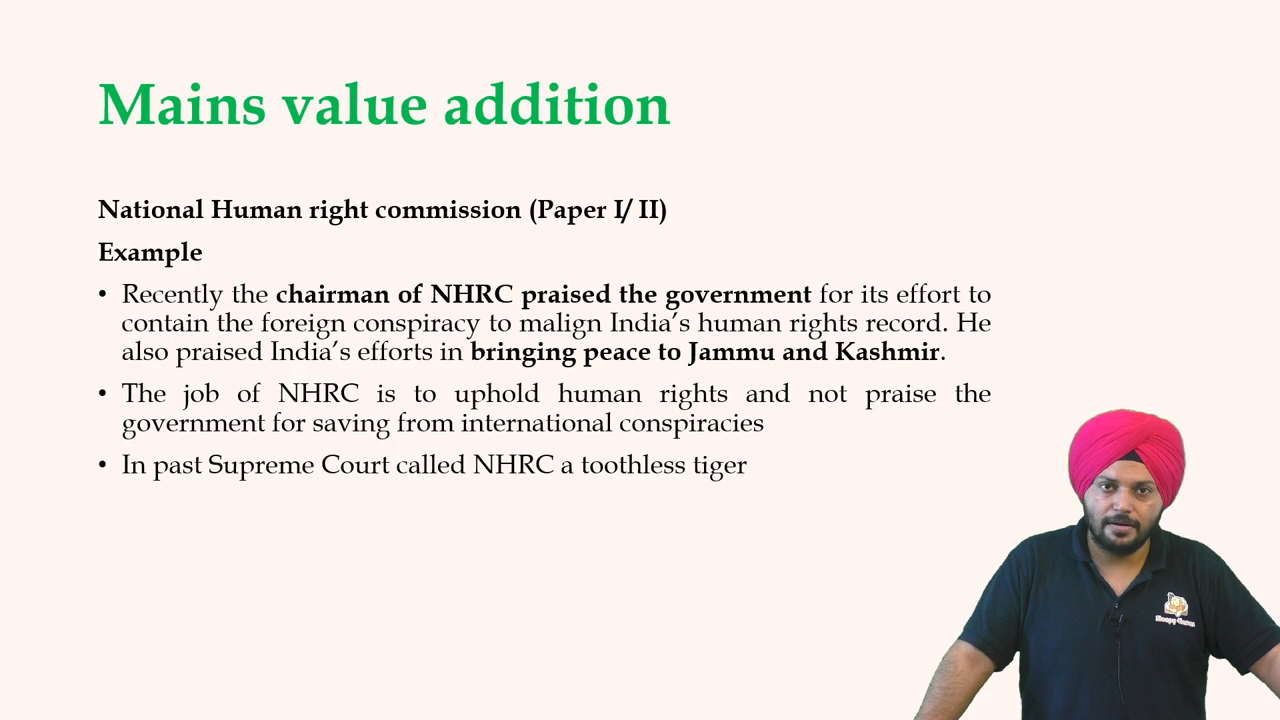 Mains value addition
National Human right commission (Paper I/ II)
Example
• Recently the chairman of NHRC praised the government for its effort to
contain the foreign conspiracy to malign India’s human rights record. He
also praised India’s efforts in bringing peace to Jammu and Kashmir.
• The job of NHRC is to uphold human rights and not praise the
government for saving from international conspiracies
• In past Supreme Court called NHRC a toothless tiger